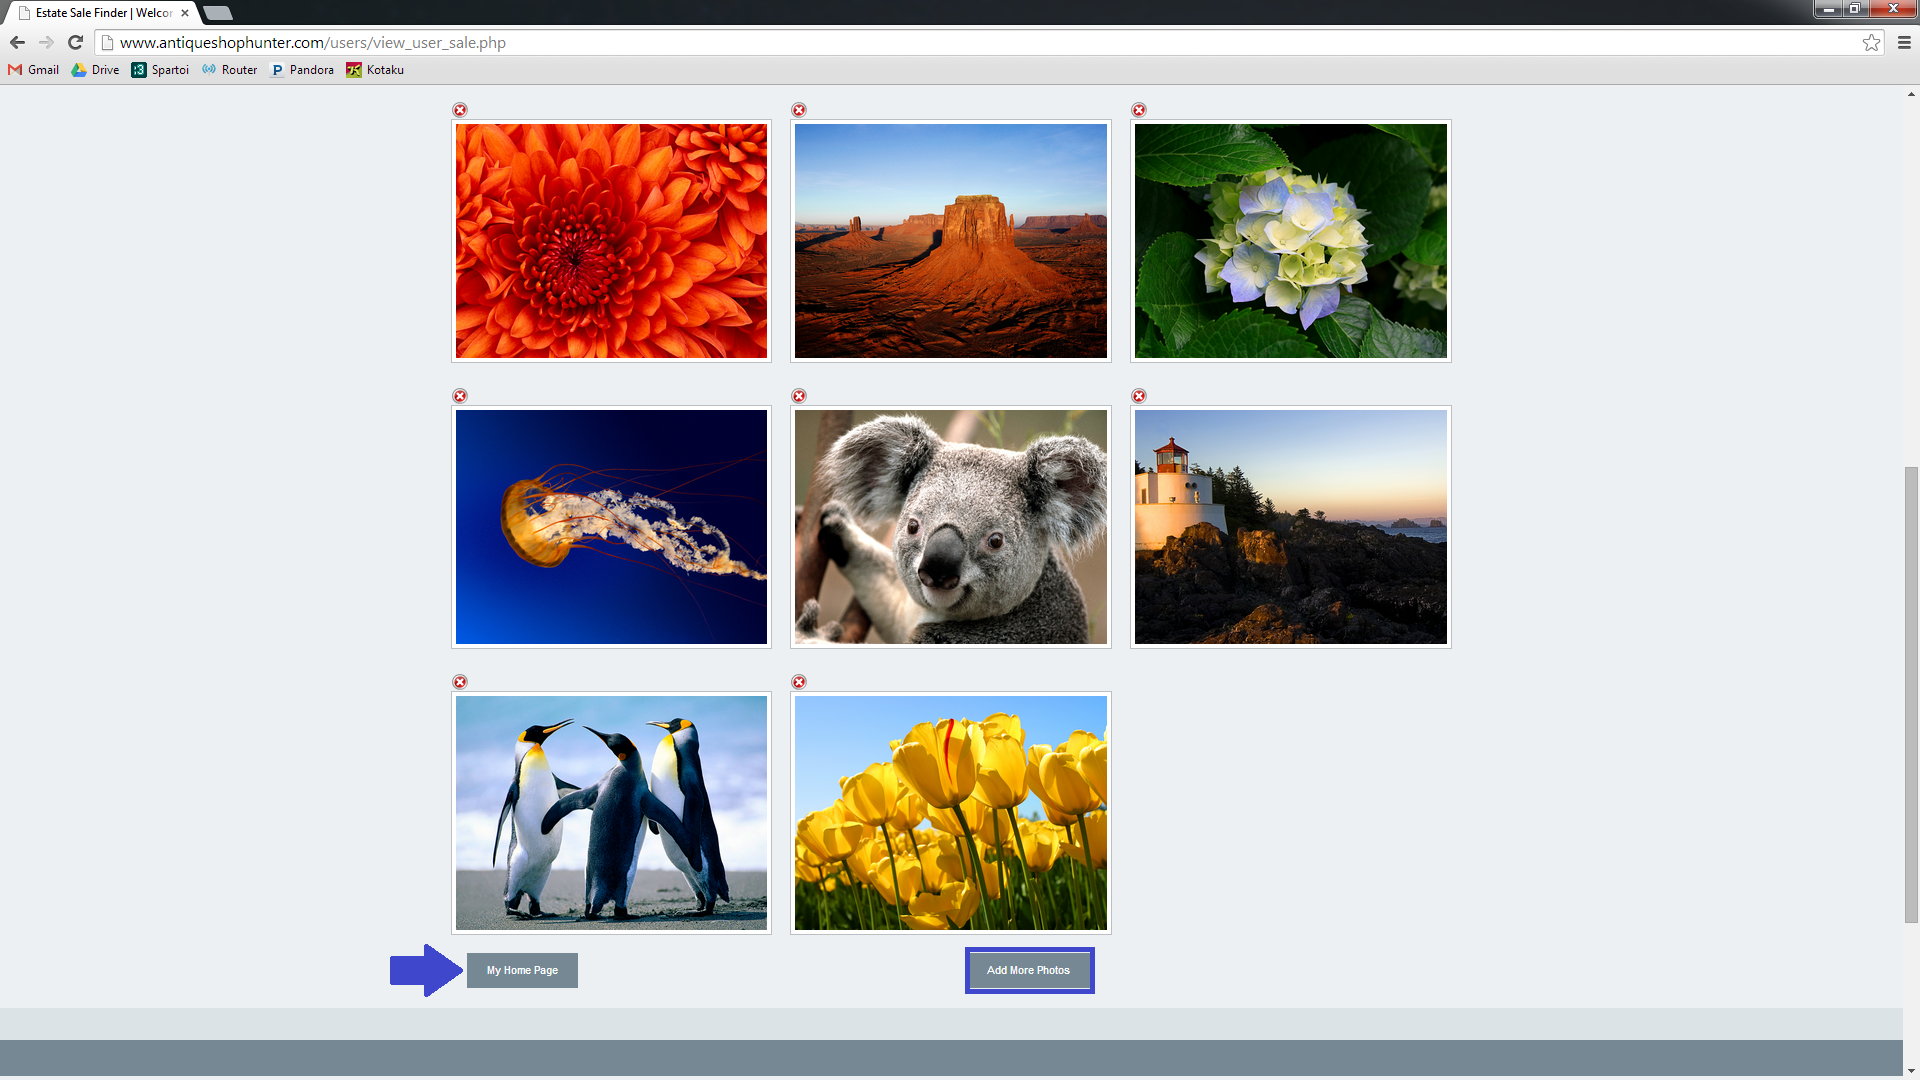 Estate Sale Finder | Welcor
www.antiqueshophunter.com/users/view_user_sale.php
Gmail Drive Spartoi Router Pandora Kotaku
My Home Page Add More Photos